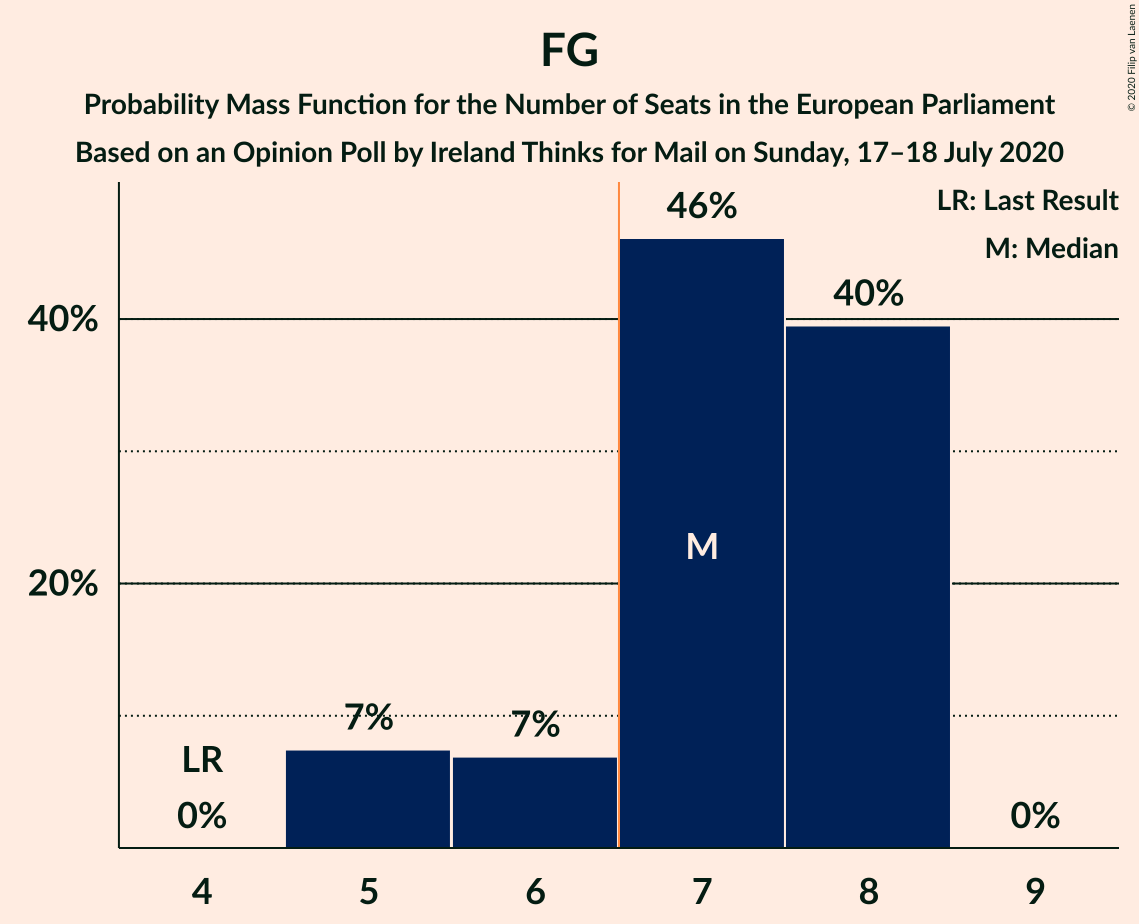 FG
Probability Mass Function for the Number of Seats in the European Parliament
Based on an Opinion Poll by Ireland Thinks for Mail on Sunday, 17–18 July 2020
© 2020 Filip van Laenen
LR: Last Result
M: Median
46%
40%
40%
M
20%
7%
7%
LR
0%
0%
4 5 6 7 8 9